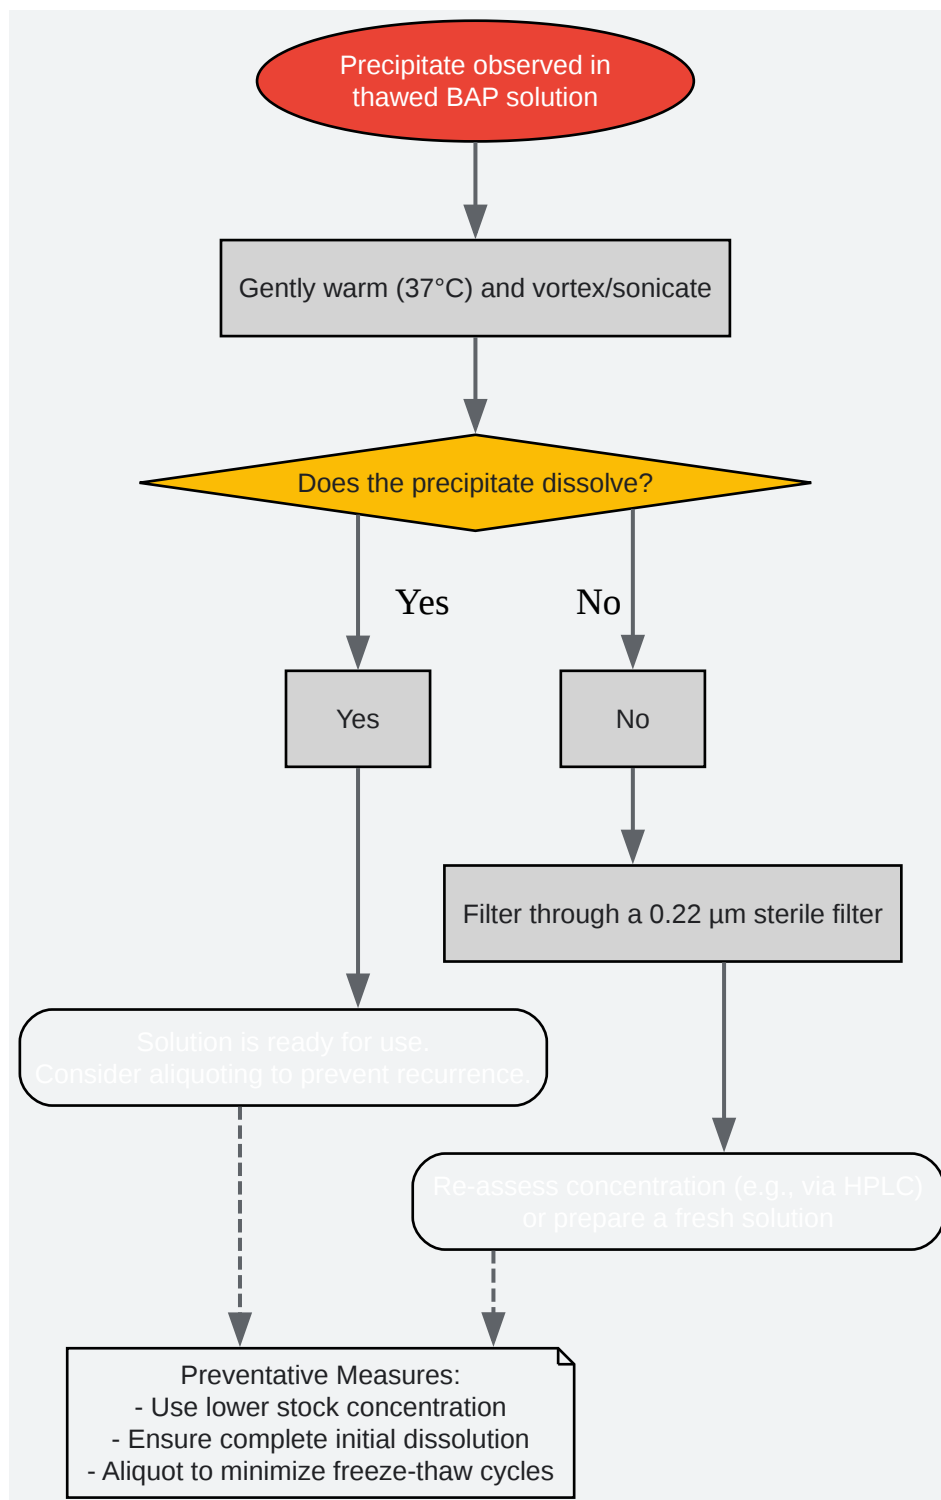 Precipitate observed in
thawed BAP solution
Gently warm (37°C) and vortex/sonicate
Does the precipitate dissolve?
Yes
No
Yes
No
Filter through a 0.22 µm sterile filter
Solution is ready for use.
Consider aliquoting to prevent recurrence.
Re-assess concentration (e.g., via HPLC)
or prepare a fresh solution
Preventative Measures:
- Use lower stock concentration
- Ensure complete initial dissolution
- Aliquot to minimize freeze-thaw cycles